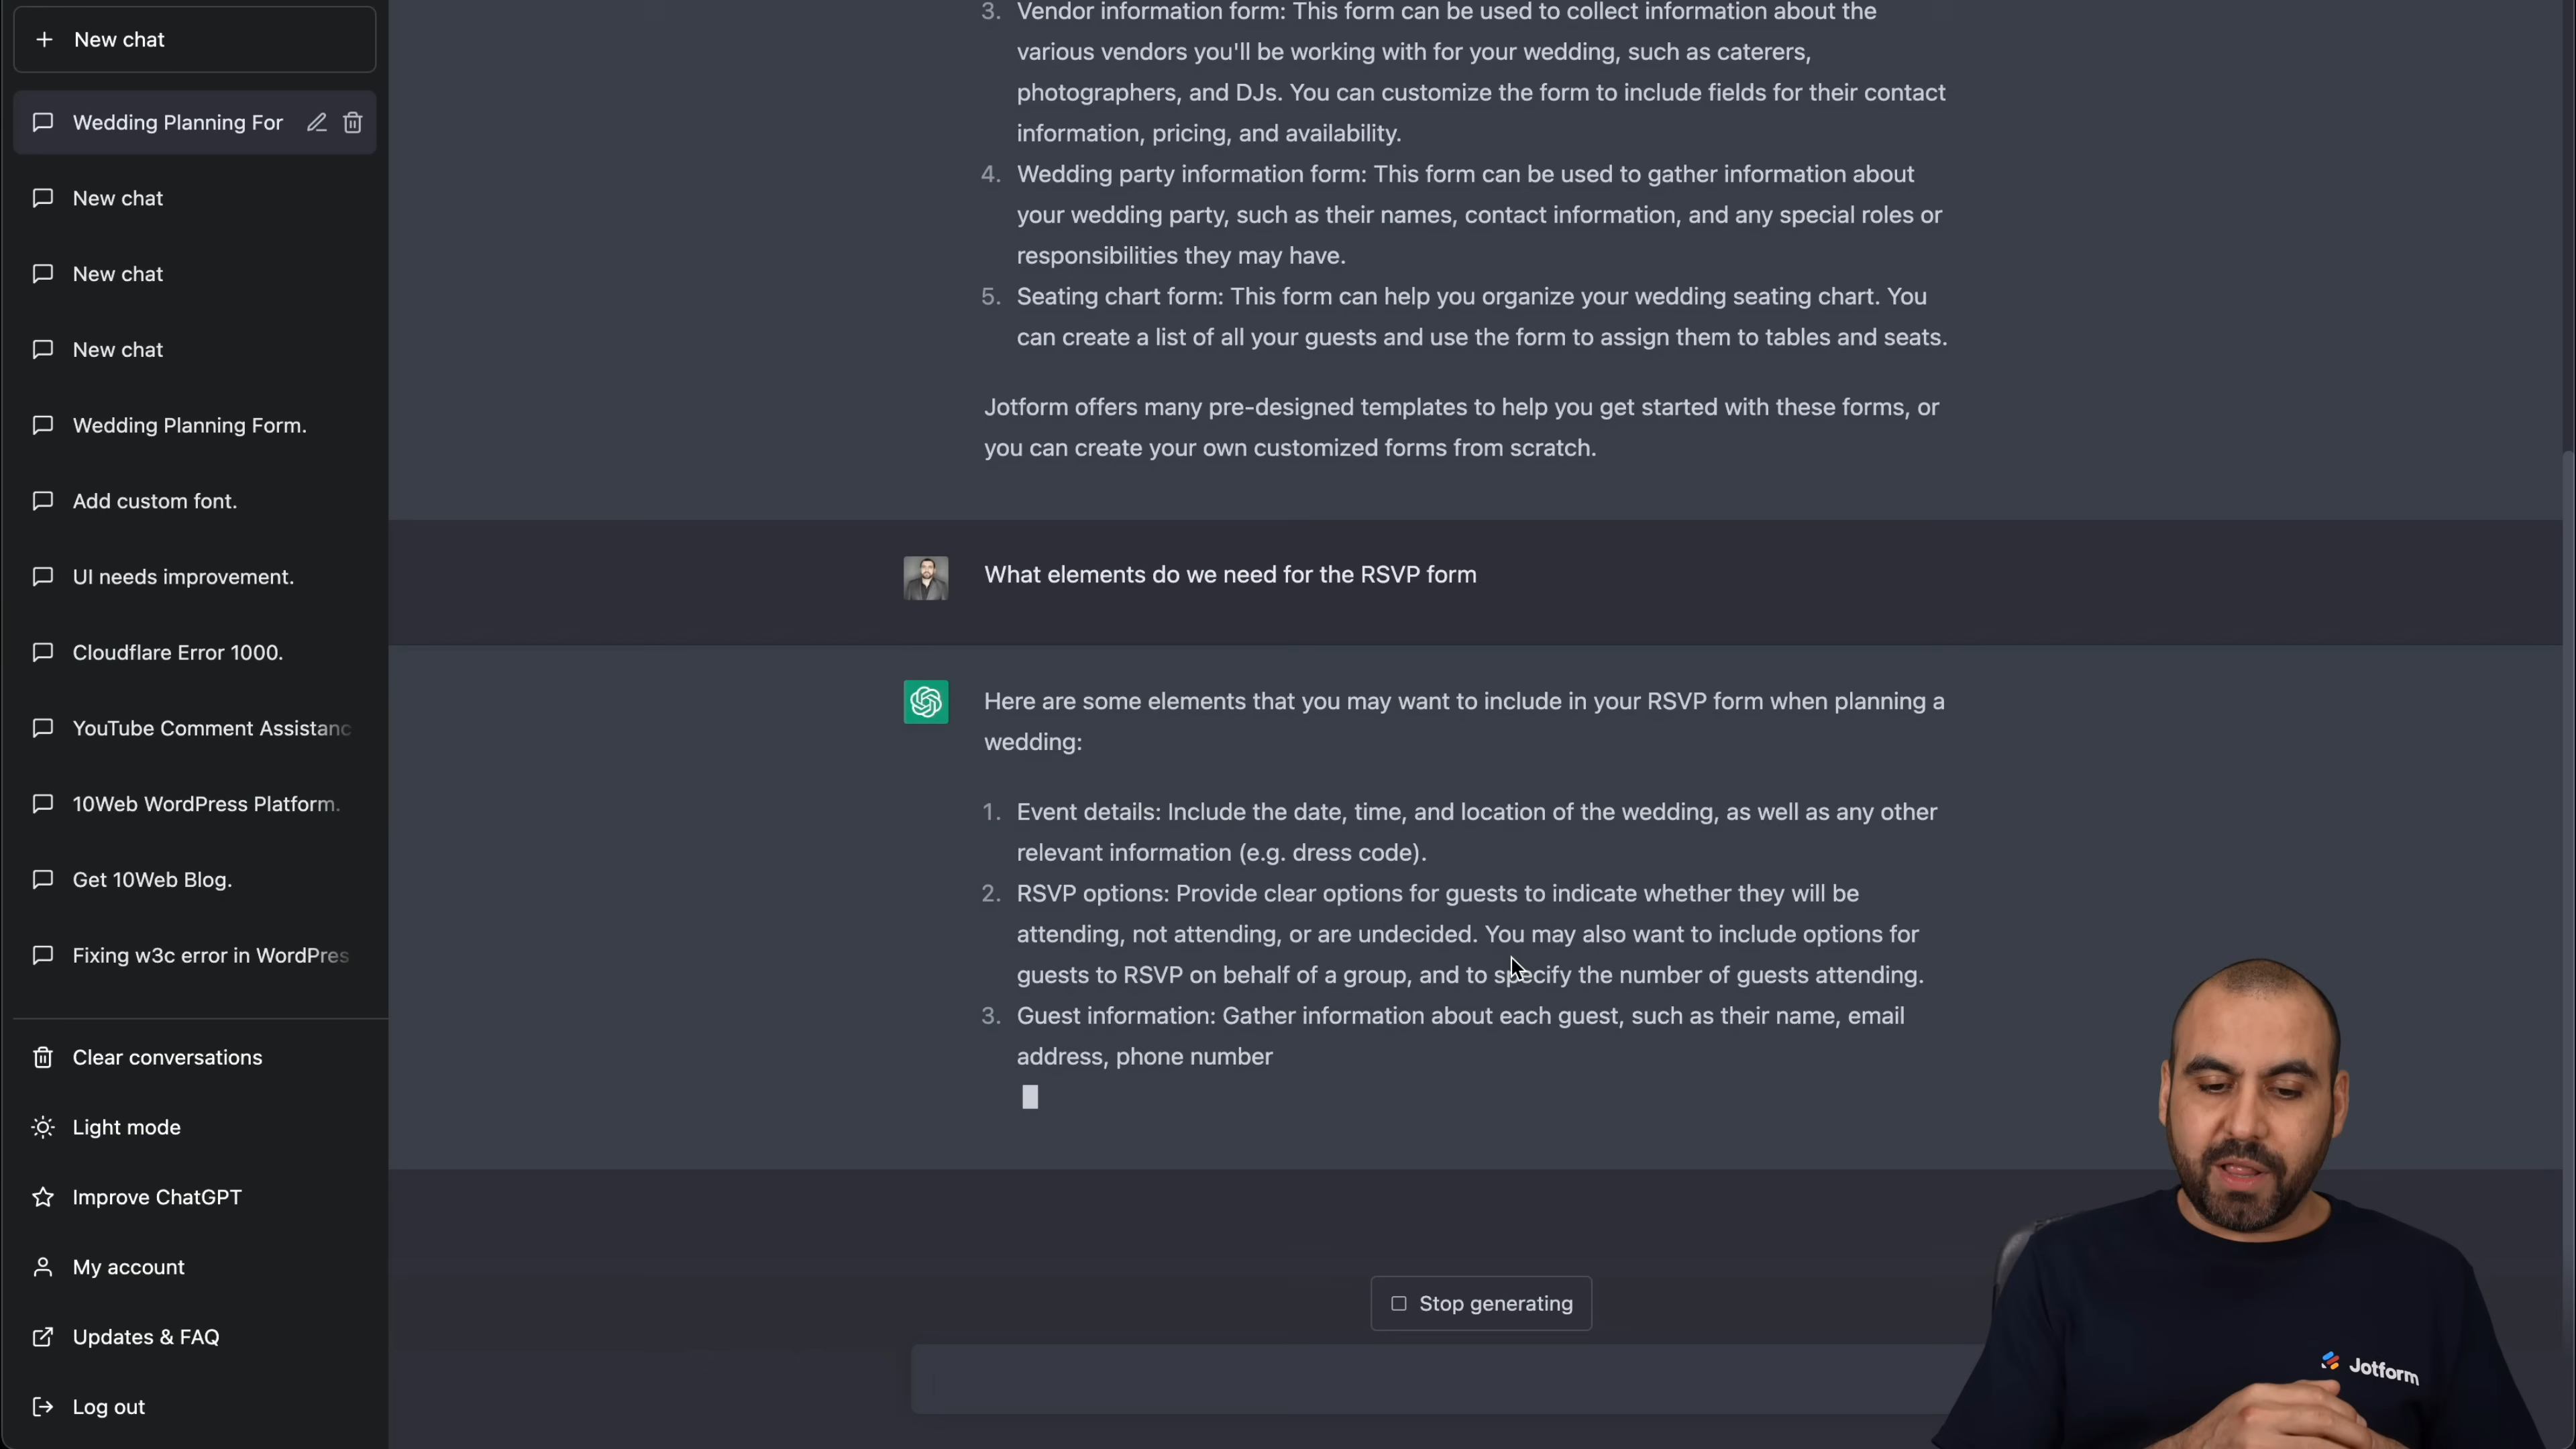 New chat
Wedding Planning For
New chat
New chat
New chat
Wedding Planning Form.
Add custom font.
UI needs improvement.
Cloudflare Error 1000.
YouTube Comment Assistanc
10Web WordPress Platform.
Get 10Web Blog.
Fixing w3c error in WordPres
Clear conversations
Light mode
Improve ChatGPT
My account
Updates & FAQ
Log out
3. Vendor information form: This form can be used to collect information about the
various vendors you'll be working with for your wedding, such as caterers,
photographers, and DJs. You can customize the form to include fields for their contact
information, pricing, and availability.
4. Wedding party information form: This form can be used to gather information about
your wedding party, such as their names, contact information, and any special roles or
responsibilities they may have.
5. Seating chart form: This form can help you organize your wedding seating chart. You
can create a list of all your guests and use the form to assign them to tables and seats.
Jotform offers many pre-designed templates to help you get started with these forms, or
you can create your own customized forms from scratch.
What elements do we need for the RSVP form
Here are some elements that you may want to include in your RSVP form when planning a
wedding:
1. Event details: Include the date, time, and location of the wedding, as well as any other
relevant information (e.g. dress code).
2. RSVP options: Provide clear options for guests to indicate whether they will be
attending, not attending, or are undecided. You may also want to include options for
guests to RSVP on behalf of a group, and to specify the number of guests attending.
3. Guest information: Gather information about each guest, such as their name, email
address, phone number
Stop generating
Jotform